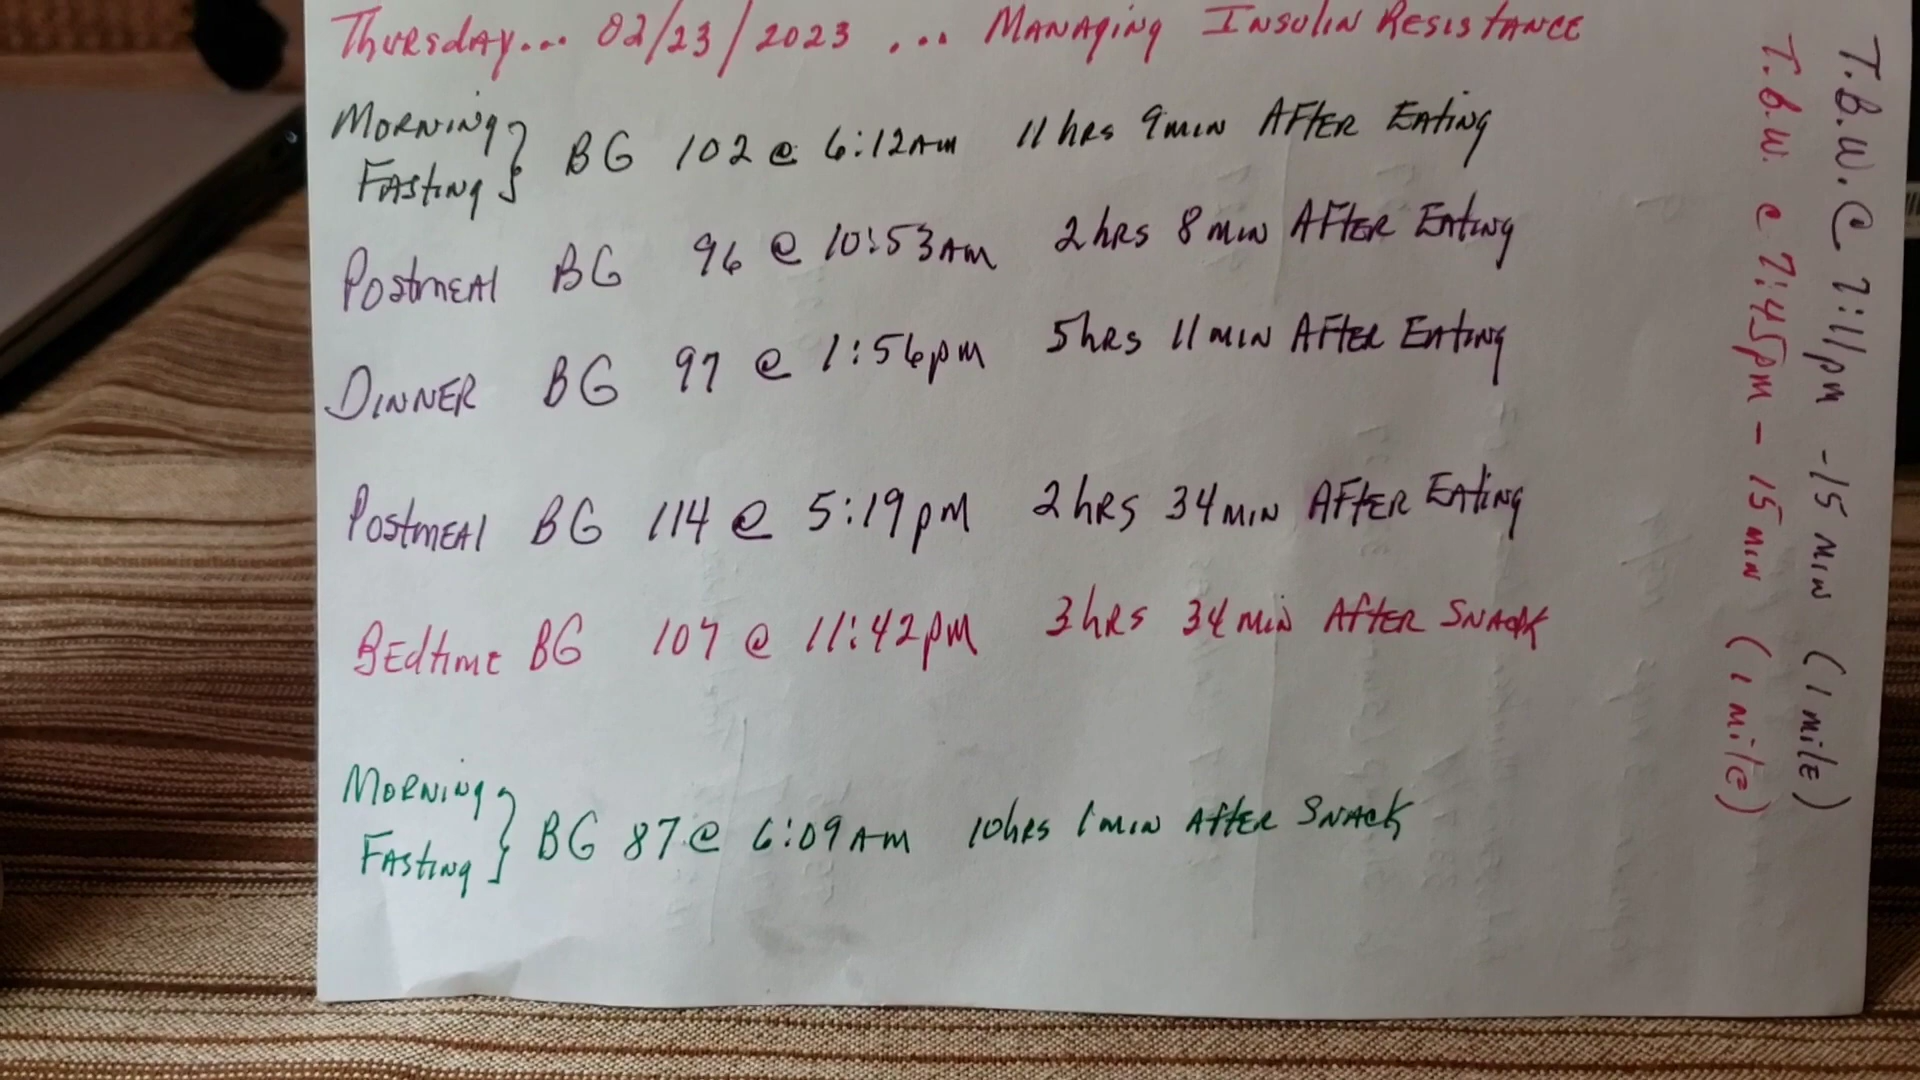 Thursday... 02/23/2023 ... Managing Insulin Resistance
Morning
Fasting } BG 102 @ 6:12AM 11 hrs 9 min After Eating
Postmeal BG 96 @ 10:53AM 2 hrs 8 min After Eating
Dinner BG 97 @ 1:56pm 5 hrs 11 min After Eating
Postmeal BG 114 @ 5:19pm 2 hrs 34 min After Eating
Bedtime BG 107 @ 11:42pm 3 hrs 34 min After Snack
Morning
Fasting } BG 87 @ 6:09AM 10 hrs 1 min After Snack
T.B.W. @ 7:11pm - 15 min (1 mile)
T.B.W. @ 7:45pm - 15 min (1 mile)